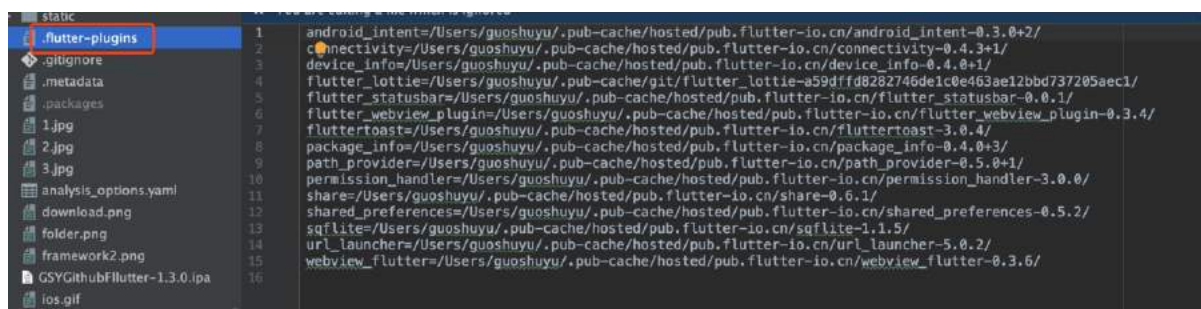 static
.flutter-plugins
.gitignore
.metadata
.packages
1.jpg
2.jpg
3.jpg
analysis_options.yaml
download.png
folder.png
framework2.png
GSYGithubFllutter-1.3.0.ipa
ios.gif
You are editing a file which is ignored
1 android_intent=/Users/guoshuyu/.pub-cache/hosted/pub.flutter-io.cn/android_intent-0.3.0+2/
2 connectivity=/Users/guoshuyu/.pub-cache/hosted/pub.flutter-io.cn/connectivity-0.4.3+1/
3 device_info=/Users/guoshuyu/.pub-cache/hosted/pub.flutter-io.cn/device_info-0.4.0+1/
4 flutter_lottie=/Users/guoshuyu/.pub-cache/git/flutter_lottie-a59dffd8282746de1c0e463ae12bbd737205aec1/
5 flutter_statusbar=/Users/guoshuyu/.pub-cache/hosted/pub.flutter-io.cn/flutter_statusbar-0.0.1/
6 flutter_webview_plugin=/Users/guoshuyu/.pub-cache/hosted/pub.flutter-io.cn/flutter_webview_plugin-0.3.4/
7 fluttertoast=/Users/guoshuyu/.pub-cache/hosted/pub.flutter-io.cn/fluttertoast-3.0.4/
8 package_info=/Users/guoshuyu/.pub-cache/hosted/pub.flutter-io.cn/package_info-0.4.0+3/
9 path_provider=/Users/guoshuyu/.pub-cache/hosted/pub.flutter-io.cn/path_provider-0.5.0+1/
10 permission_handler=/Users/guoshuyu/.pub-cache/hosted/pub.flutter-io.cn/permission_handler-3.0.0/
11 share=/Users/guoshuyu/.pub-cache/hosted/pub.flutter-io.cn/share-0.6.1/
12 shared_preferences=/Users/guoshuyu/.pub-cache/hosted/pub.flutter-io.cn/shared_preferences-0.5.2/
13 sqflite=/Users/guoshuyu/.pub-cache/hosted/pub.flutter-io.cn/sqflite-1.1.5/
14 url_launcher=/Users/guoshuyu/.pub-cache/hosted/pub.flutter-io.cn/url_launcher-5.0.2/
15 webview_flutter=/Users/guoshuyu/.pub-cache/hosted/pub.flutter-io.cn/webview_flutter-0.3.6/
16